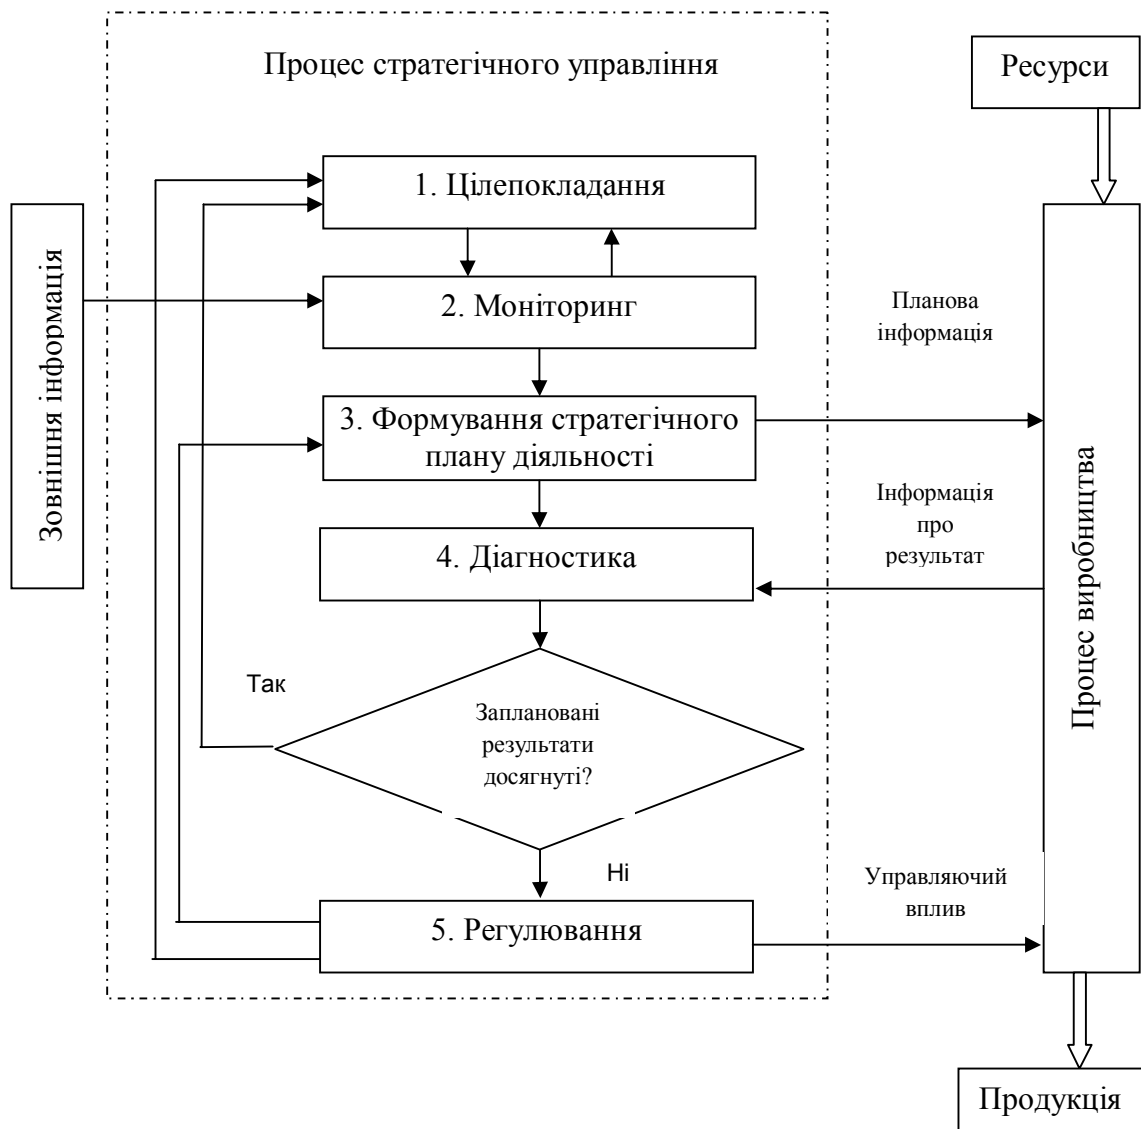 Процес стратегічного управління
Ресурси
1. Цілепокладання
Зовнішня інформація
2. Моніторинг
Планова
інформація
3. Формування стратегічного
плану діяльності
Інформація
про
результат
4. Діагностика
Процес виробництва
Так
Заплановані
результати
досягнуті?
Ні
Управляючий
вплив
5. Регулювання
Продукція